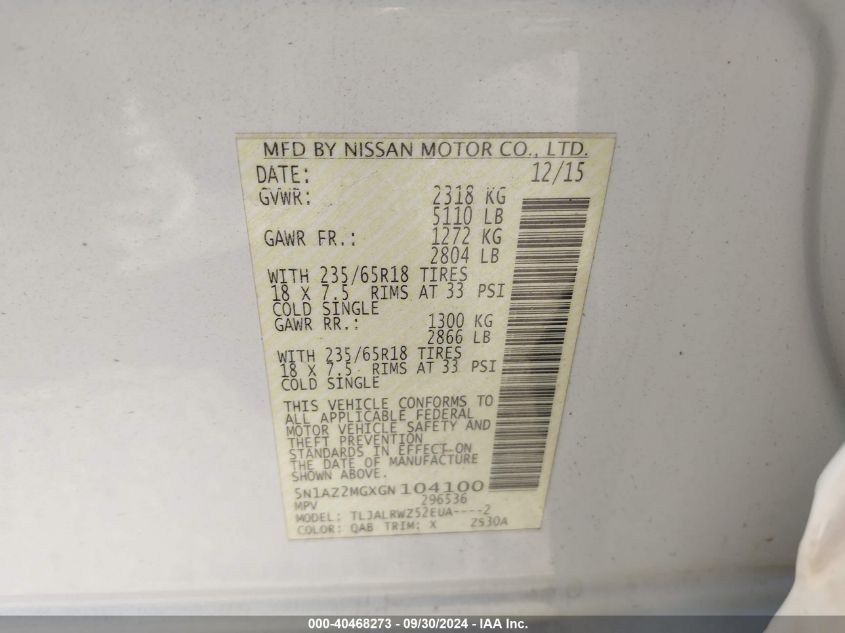 MFD BY NISSAN MOTOR CO., LTD.
DATE: 12/15
GVWR: 2318 KG
5110 LB
GAWR FR.: 1272 KG
2804 LB
WITH 235/65R18 TIRES
18 X 7.5 RIMS AT 33 PSI
COLD SINGLE
GAWR RR.: 1300 KG
2866 LB
WITH 235/65R18 TIRES
18 X 7.5 RIMS AT 33 PSI
COLD SINGLE
THIS VEHICLE CONFORMS TO
ALL APPLICABLE FEDERAL
MOTOR VEHICLE SAFETY AND
THEFT PREVENTION
STANDARDS IN EFFECT ON
THE DATE OF MANUFACTURE
SHOWN ABOVE.
5N1AZ2MGXGN104100
MPV 296536
MODEL: TLJALRWZ52EUA----2
COLOR: QAB TRIM: X ZS30A
000-40468273 - 09/30/2024 - IAA Inc.